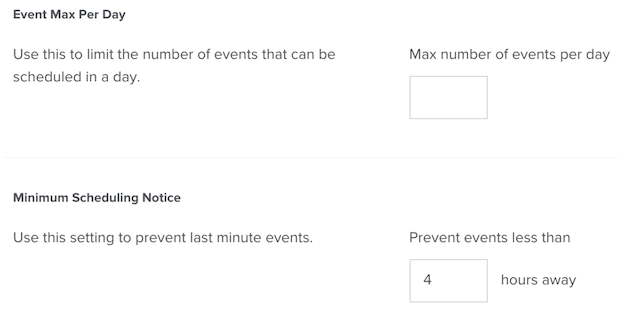 Event Max Per Day
Use this to limit the number of events that can be
scheduled in a day.
Max number of events per day
Minimum Scheduling Notice
Use this setting to prevent last minute events.
Prevent events less than
4 hours away